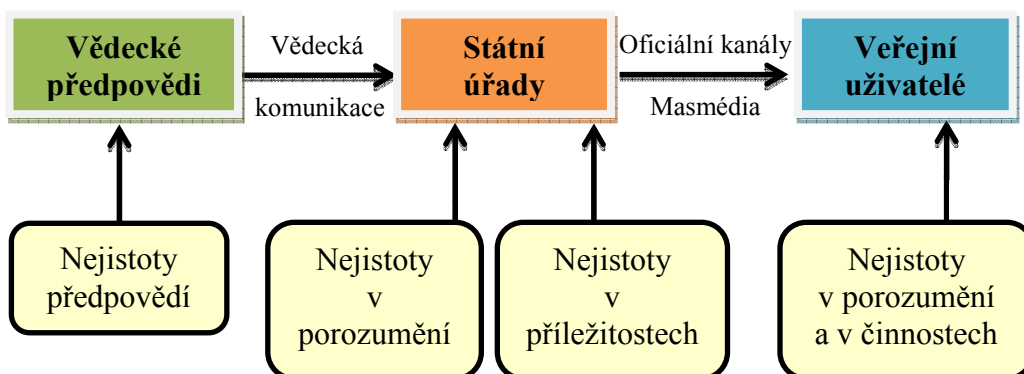 Vědecké
předpovědi
Vědecká
komunikace
Státní
úřady
Oficiální kanály
Masmédia
Veřejní
uživatelé
Nejistoty
předpovědí
Nejistoty
v
porozumění
Nejistoty
v
příležitostech
Nejistoty
v porozumění
a v činnostech